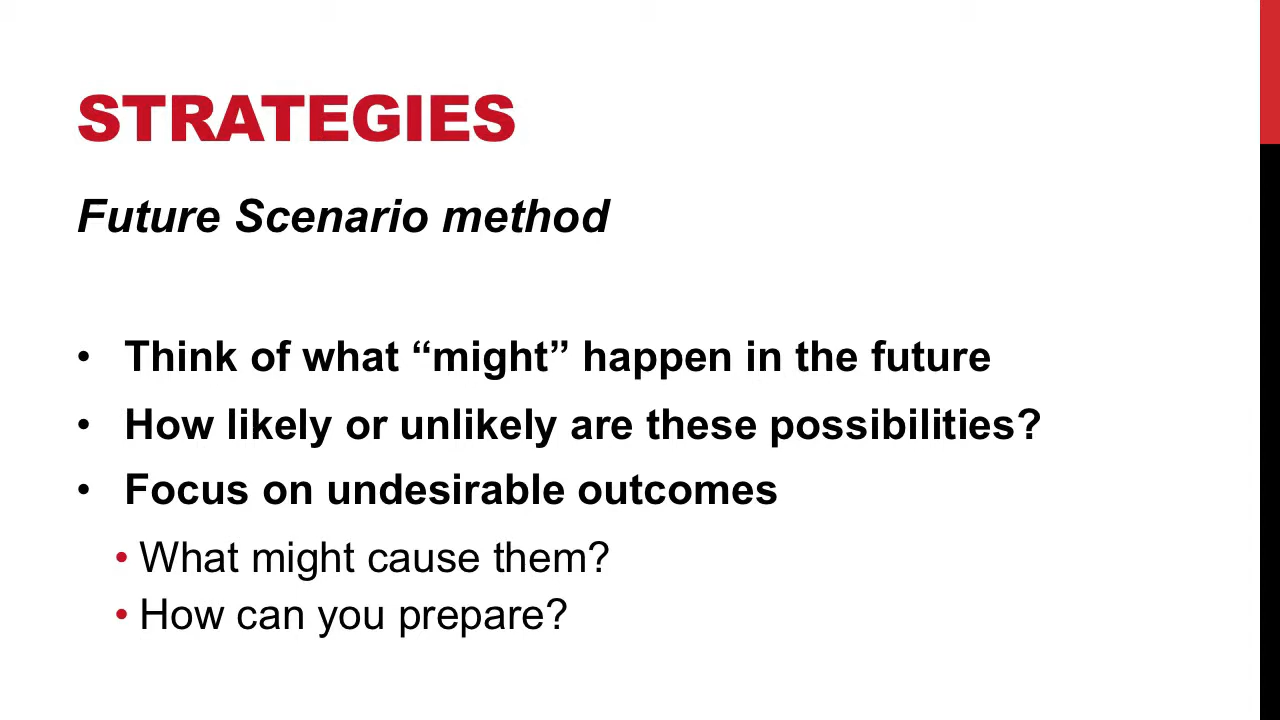 STRATEGIES
Future Scenario method
• Think of what “might” happen in the future
• How likely or unlikely are these possibilities?
• Focus on undesirable outcomes
• What might cause them?
• How can you prepare?